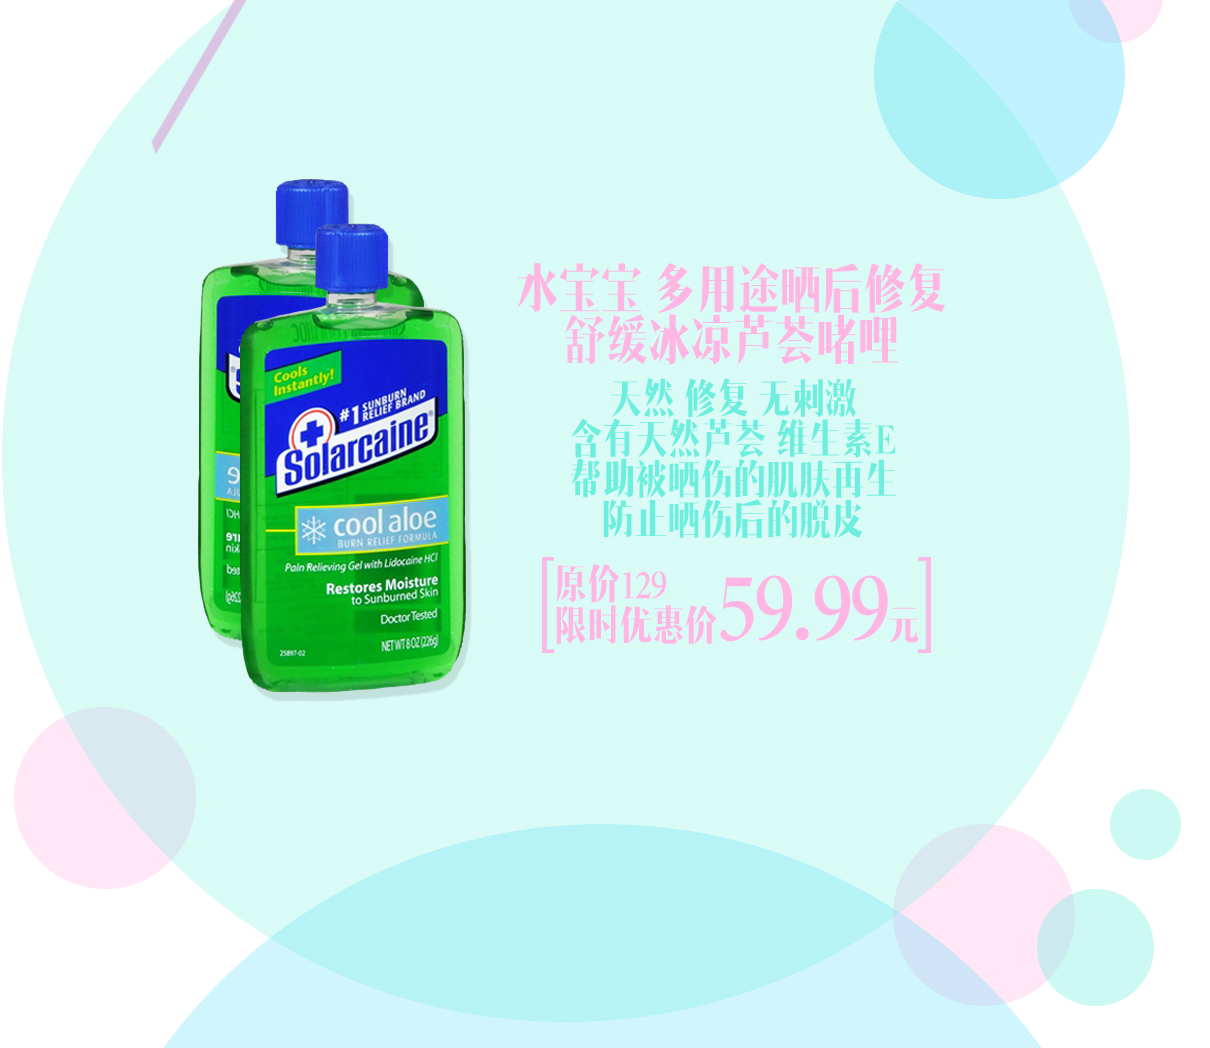 水宝宝 多用途晒后修复
舒缓冰凉芦荟啫哩
天然 修复 无刺激
含有天然芦荟 维生素E
帮助被晒伤的肌肤再生
防止晒伤后的脱皮
原价129
限时优惠价59.99元
Cools
Instantly!
#1 SUNBURN
RELIEF BRAND
Solarcaine®
cool aloe
BURN RELIEF FORMULA
Pain Relieving Gel with Lidocaine HCl
Restores Moisture
to Sunburned Skin
Doctor Tested
NET WT 8 OZ (226g)
25897-02